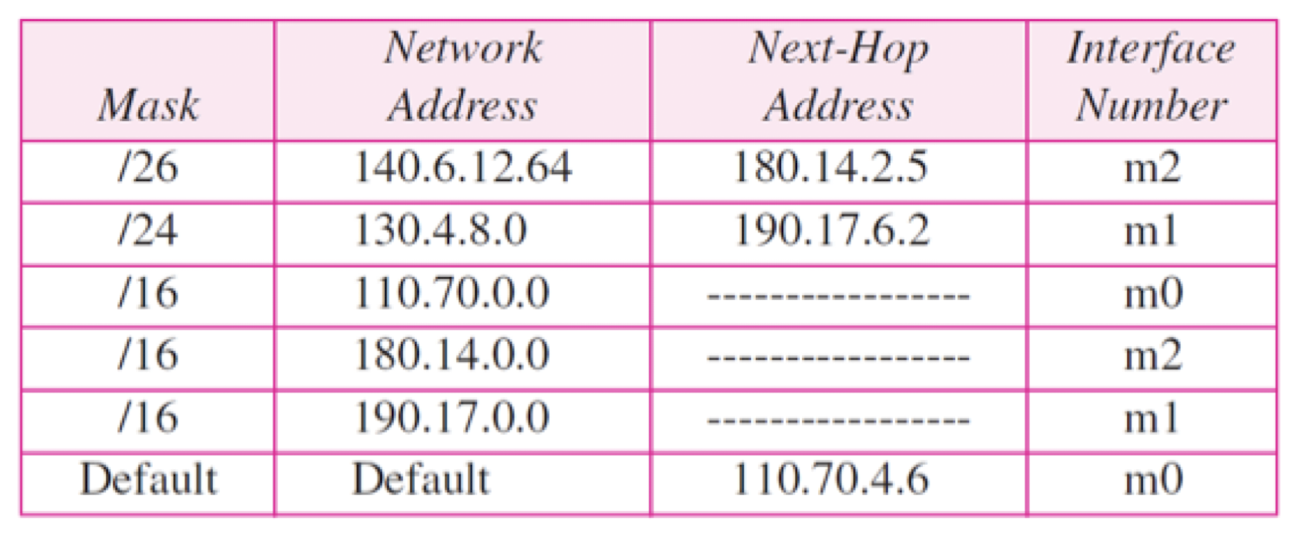 Mask Network Address Next-Hop Address Interface Number
/26 140.6.12.64 180.14.2.5 m2
/24 130.4.8.0 190.17.6.2 m1
/16 110.70.0.0 ----------------- m0
/16 180.14.0.0 ----------------- m2
/16 190.17.0.0 ----------------- m1
Default Default 110.70.4.6 m0